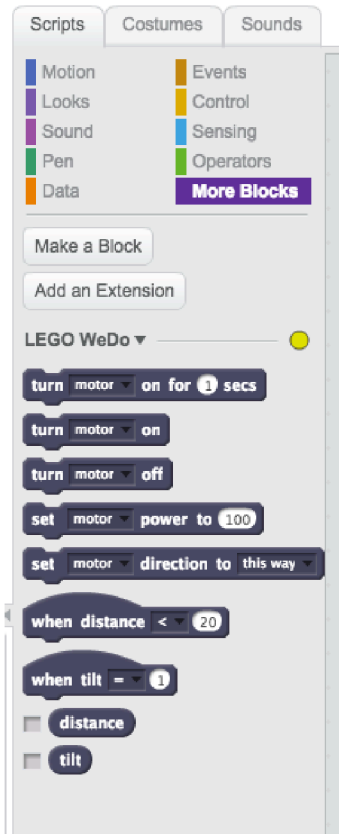 Scripts Costumes Sounds
Motion Events
Looks Control
Sound Sensing
Pen Operators
Data More Blocks
Make a Block
Add an Extension
LEGO WeDo
turn motor on for 1 secs
turn motor on
turn motor off
set motor power to 100
set motor direction to this way
when distance < 20
when tilt = 1
distance
tilt